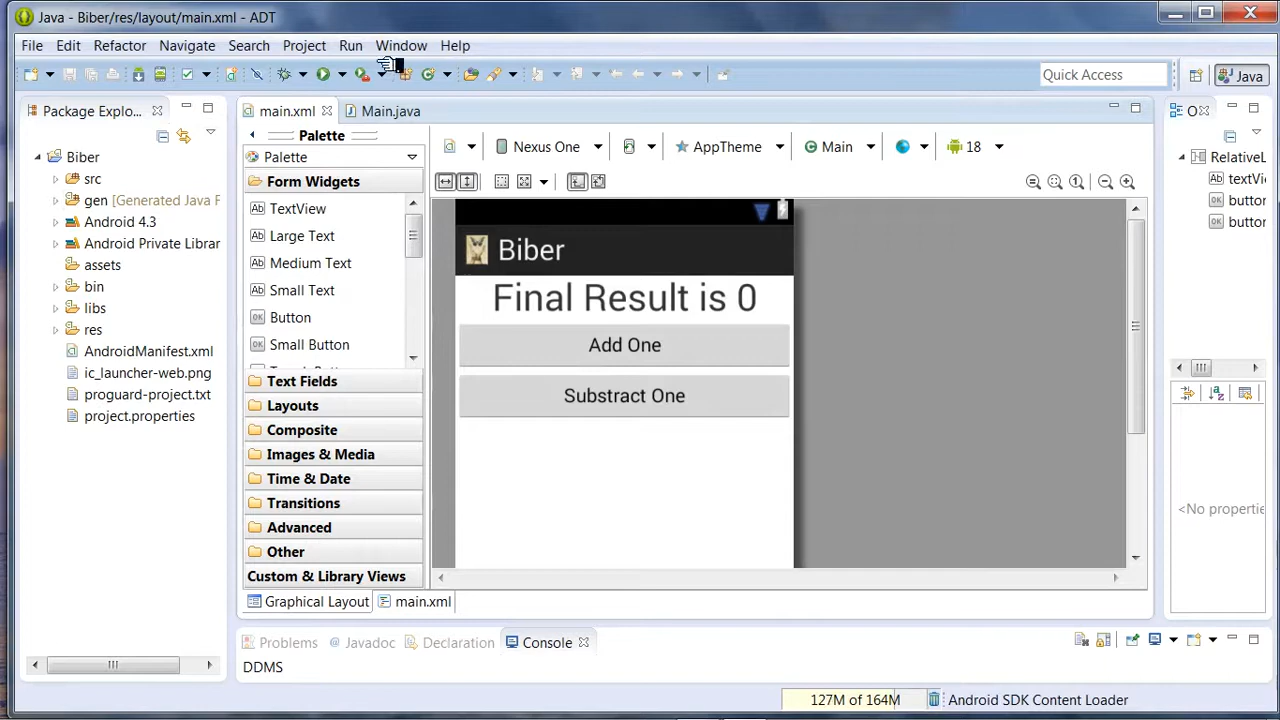 Java - Biber/res/layout/main.xml - ADT
File Edit Refactor Navigate Search Project Run Window Help
Quick Access
Java
Package Explo...
main.xml
Main.java
Palette
Palette
Form Widgets
TextView
Large Text
Medium Text
Small Text
Button
Small Button
Text Fields
Layouts
Composite
Images & Media
Time & Date
Transitions
Advanced
Other
Custom & Library Views
Biber
src
gen [Generated Java F
Android 4.3
Android Private Librar
assets
bin
libs
res
AndroidManifest.xml
ic_launcher-web.png
proguard-project.txt
project.properties
Nexus One
AppTheme
Main
18
Biber
Final Result is 0
Add One
Substract One
O
RelativeL
textVi
button
button
<No properti
Graphical Layout
main.xml
Problems
Javadoc
Declaration
Console
DDMS
127M of 164M
Android SDK Content Loader